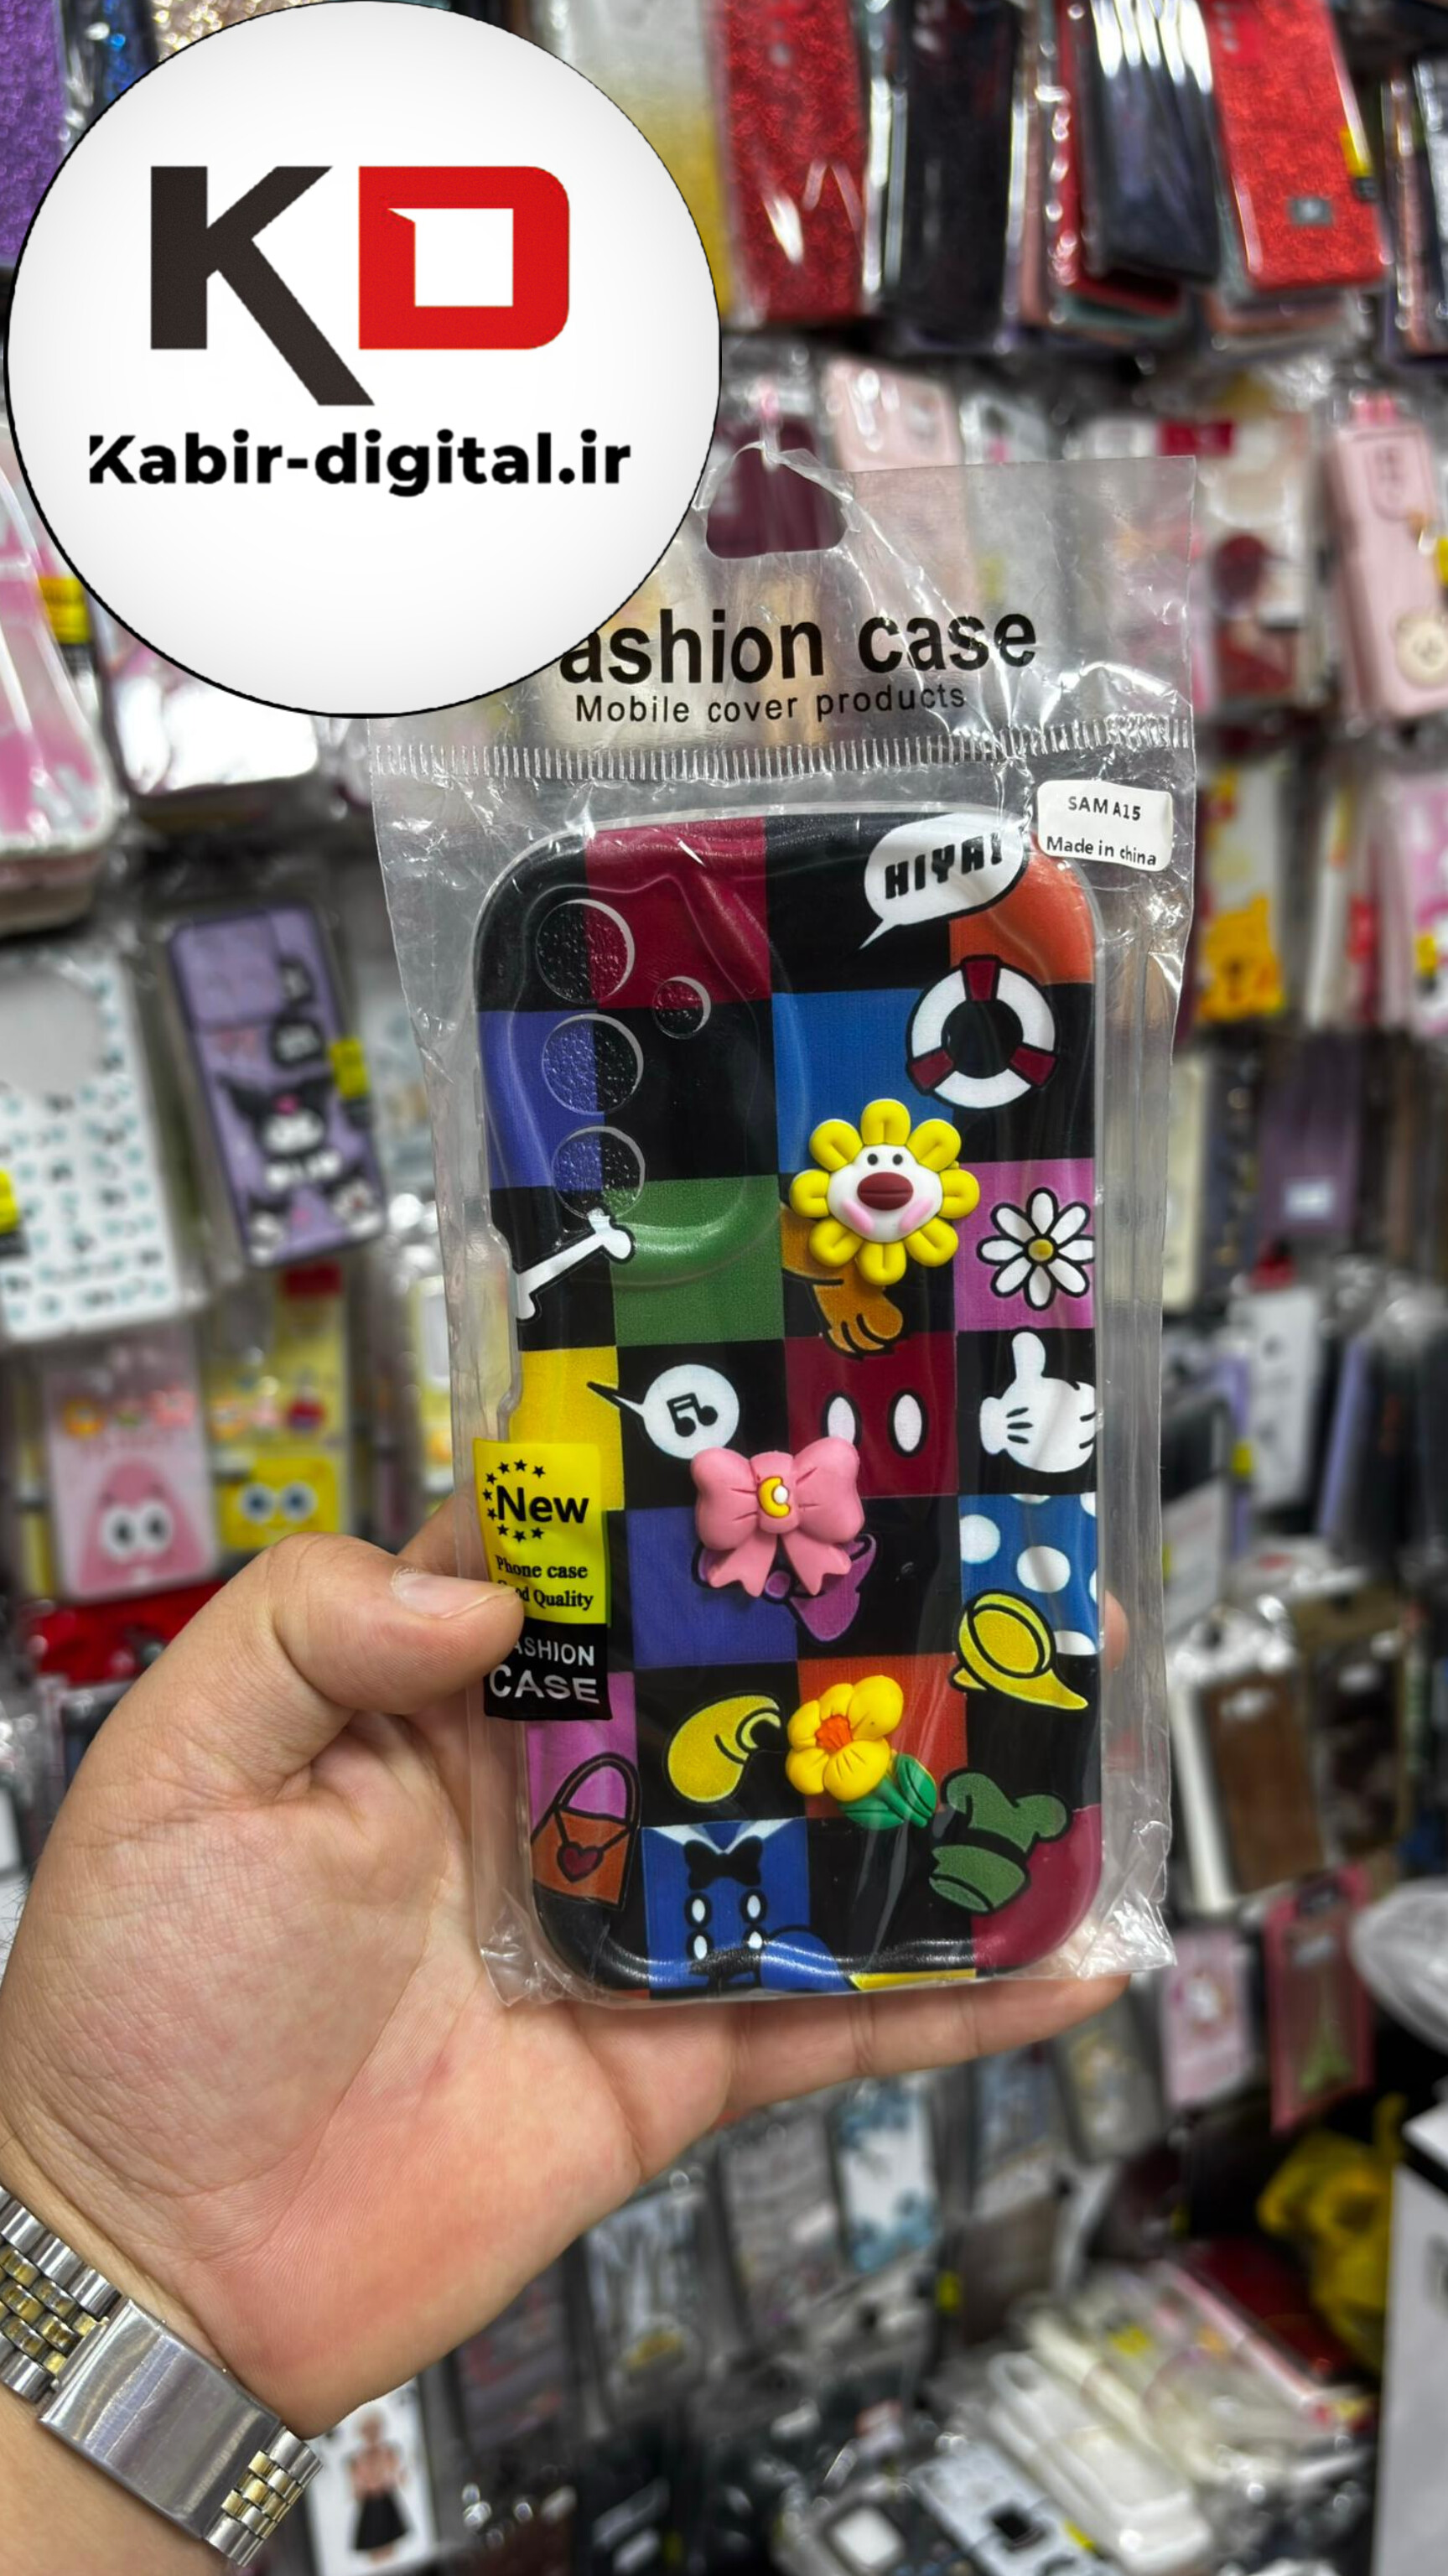 KD
Kabir-digital.ir
ashion case
Mobile cover products
SAM A15
Made in china
HIYA!
New
Phone case
d Quality
ASHION
CASE